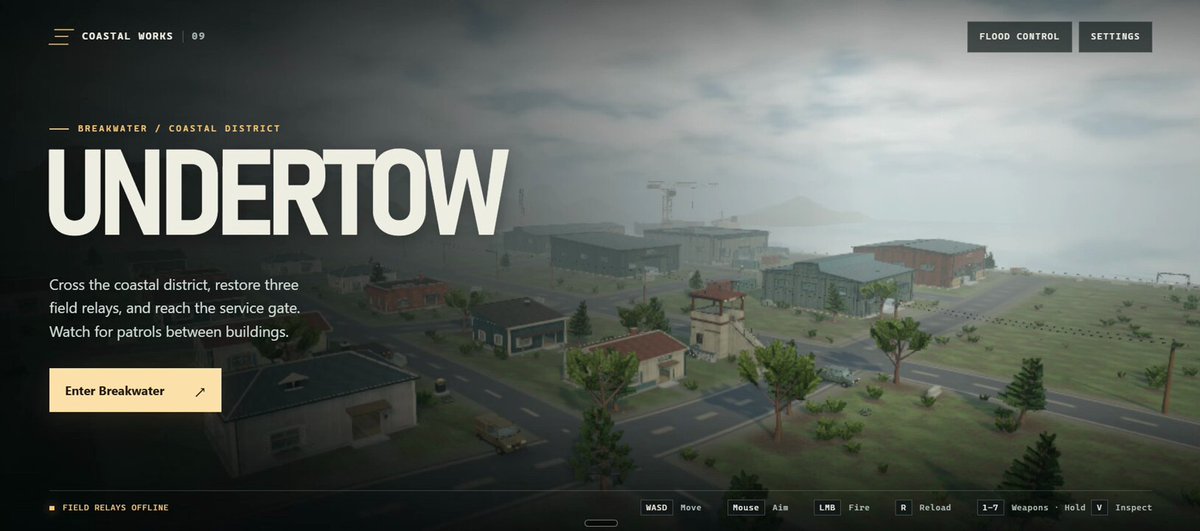 COASTAL WORKS | 09
FLOOD CONTROL
SETTINGS
BREAKWATER / COASTAL DISTRICT
UNDERTOW
Cross the coastal district, restore three
field relays, and reach the service gate.
Watch for patrols between buildings.
Enter Breakwater ↗
FIELD RELAYS OFFLINE
WASD Move Mouse Aim LMB Fire R Reload 1–7 Weapons · Hold V Inspect